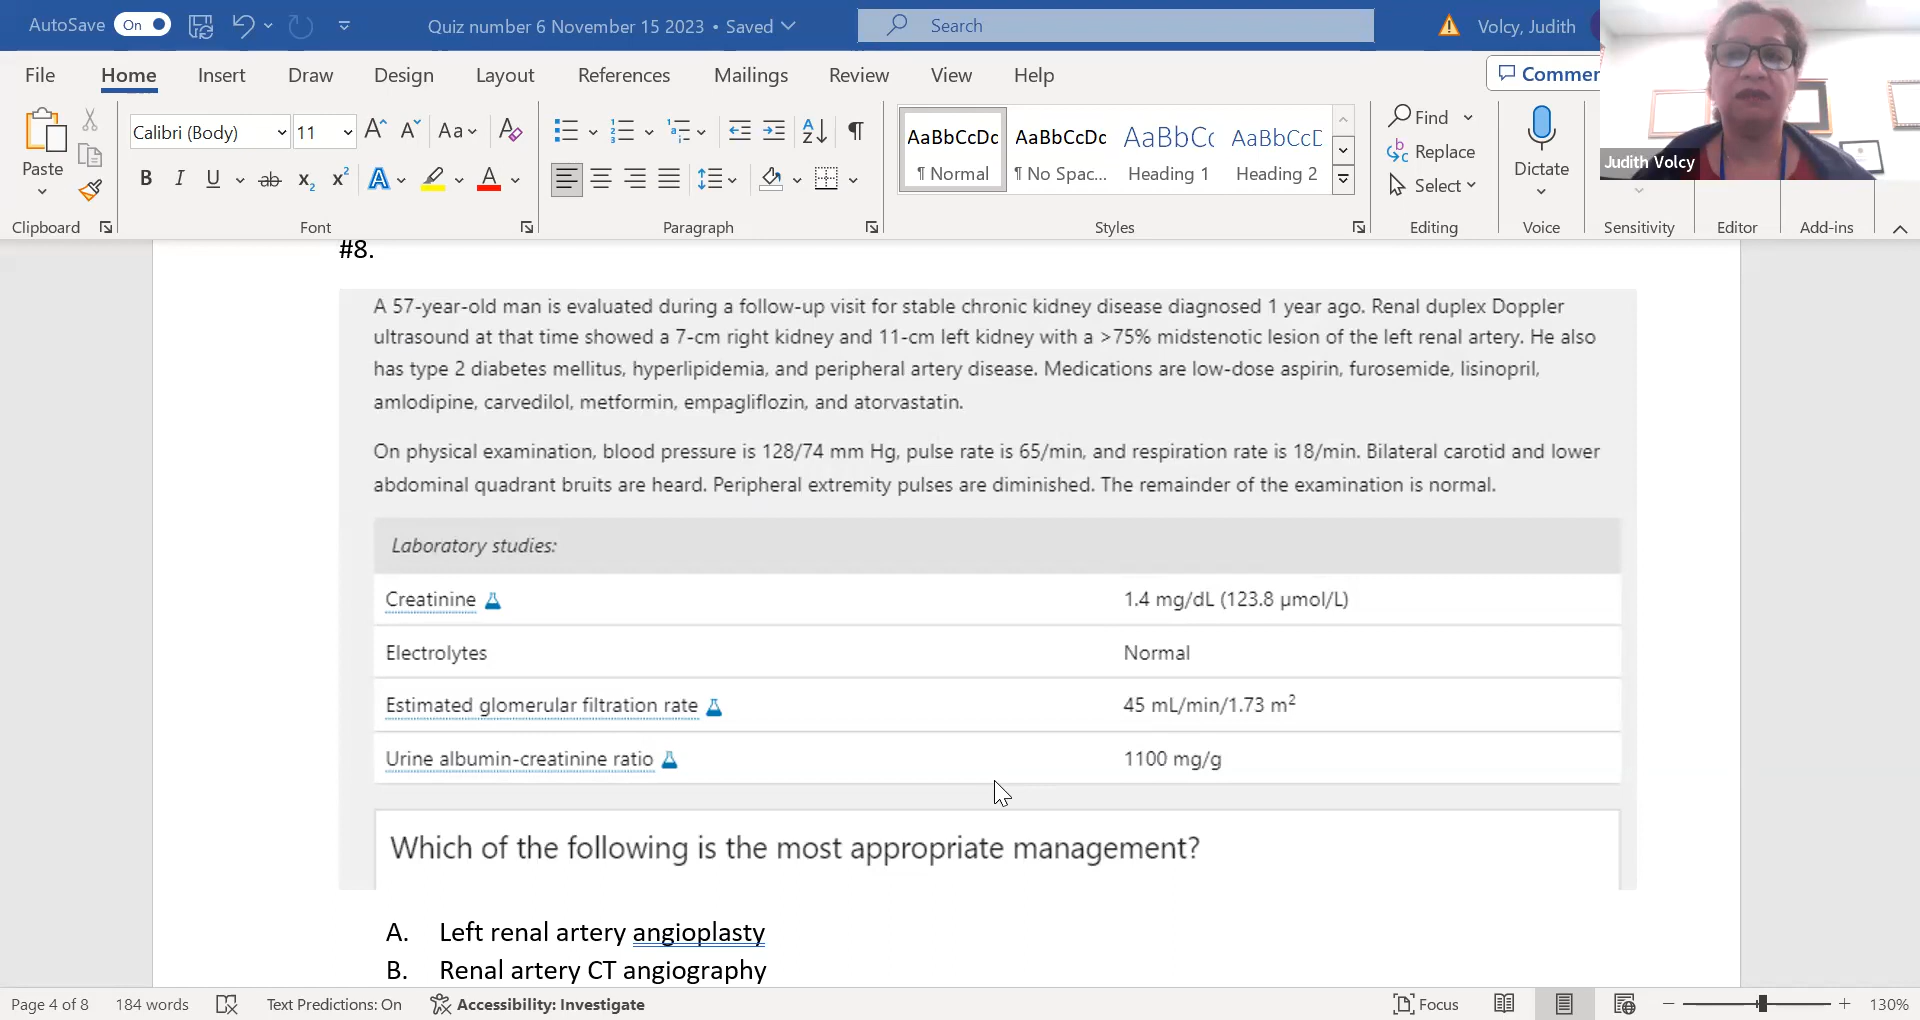 AutoSave On Quiz number 6 November 15 2023 • Saved Search Volcy, Judith
File Home Insert Draw Design Layout References Mailings Review View Help Commen
Paste Calibri (Body) 11 Aa AaBbCcDc AaBbCcDc AaBbCc AaBbCcD Find Replace Select Dictate
B I U ab x₂ x² A A ¶ Normal ¶ No Spac... Heading 1 Heading 2
Judith Volcy
Clipboard Font Paragraph Styles Editing Voice Sensitivity Editor Add-ins
#8.
A 57-year-old man is evaluated during a follow-up visit for stable chronic kidney disease diagnosed 1 year ago. Renal duplex Doppler
ultrasound at that time showed a 7-cm right kidney and 11-cm left kidney with a >75% midstenotic lesion of the left renal artery. He also
has type 2 diabetes mellitus, hyperlipidemia, and peripheral artery disease. Medications are low-dose aspirin, furosemide, lisinopril,
amlodipine, carvedilol, metformin, empagliflozin, and atorvastatin.
On physical examination, blood pressure is 128/74 mm Hg, pulse rate is 65/min, and respiration rate is 18/min. Bilateral carotid and lower
abdominal quadrant bruits are heard. Peripheral extremity pulses are diminished. The remainder of the examination is normal.
Laboratory studies:
Creatinine 1.4 mg/dL (123.8 µmol/L)
Electrolytes Normal
Estimated glomerular filtration rate 45 mL/min/1.73 m²
Urine albumin-creatinine ratio 1100 mg/g
Which of the following is the most appropriate management?
A. Left renal artery angioplasty
B. Renal artery CT angiography
Page 4 of 8 184 words Text Predictions: On Accessibility: Investigate Focus 130%